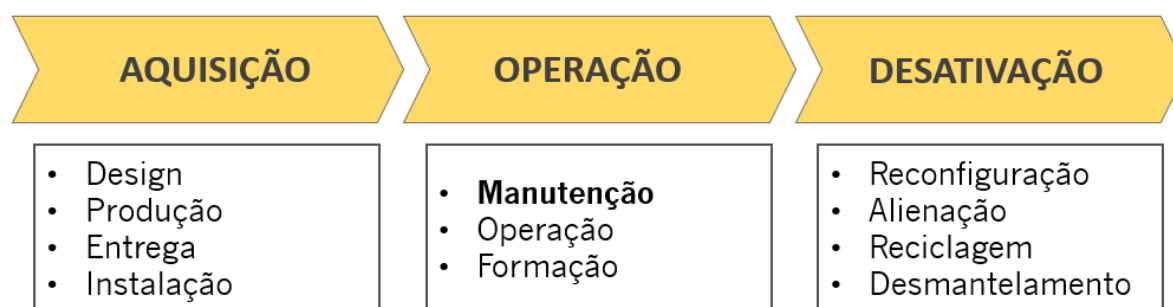 AQUISIÇÃO
• Design
• Produção
• Entrega
• Instalação
OPERAÇÃO
• Manutenção
• Operação
• Formação
DESATIVAÇÃO
• Reconfiguração
• Alienação
• Reciclagem
• Desmantelamento